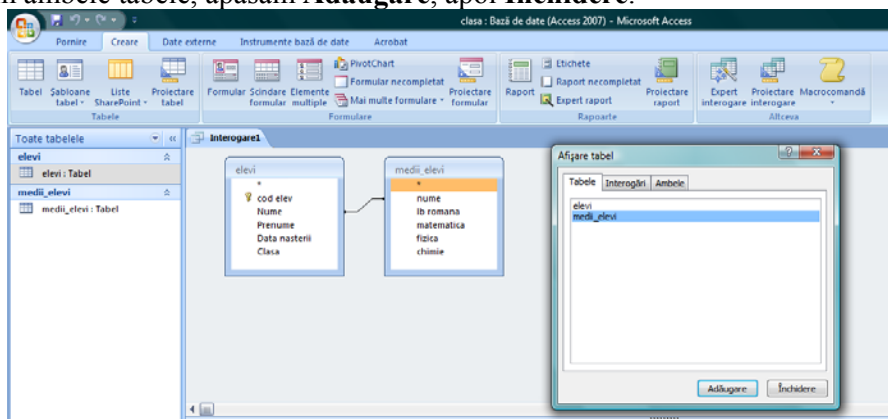 ambele tabele, apăsăm Adăugare, apoi Închidere.
clasa : Bază de date (Access 2007) - Microsoft Access
Pornire Creare Date externe Instrumente bază de date Acrobat
Tabel Șabloane tabel Liste SharePoint Proiectare tabel
Tabele
Formular Scindare formular Elemente multiple PivotChart Formular necompletat Mai multe formulare Proiectare formular
Formulare
Raport Etichete Raport necompletat Expert raport Proiectare raport
Rapoarte
Expert interogare Proiectare interogare Macrocomandă
Altceva
Toate tabelele
elevi
elevi : Tabel
medii_elevi
medii_elevi : Tabel
Interogare1
elevi
*
cod elev
Nume
Prenume
Data nasterii
Clasa
medii_elevi
*
nume
lb romana
matematica
fizica
chimie
Afișare tabel
Tabele Interogări Ambele
elevi
medii_elevi
Adăugare Închidere